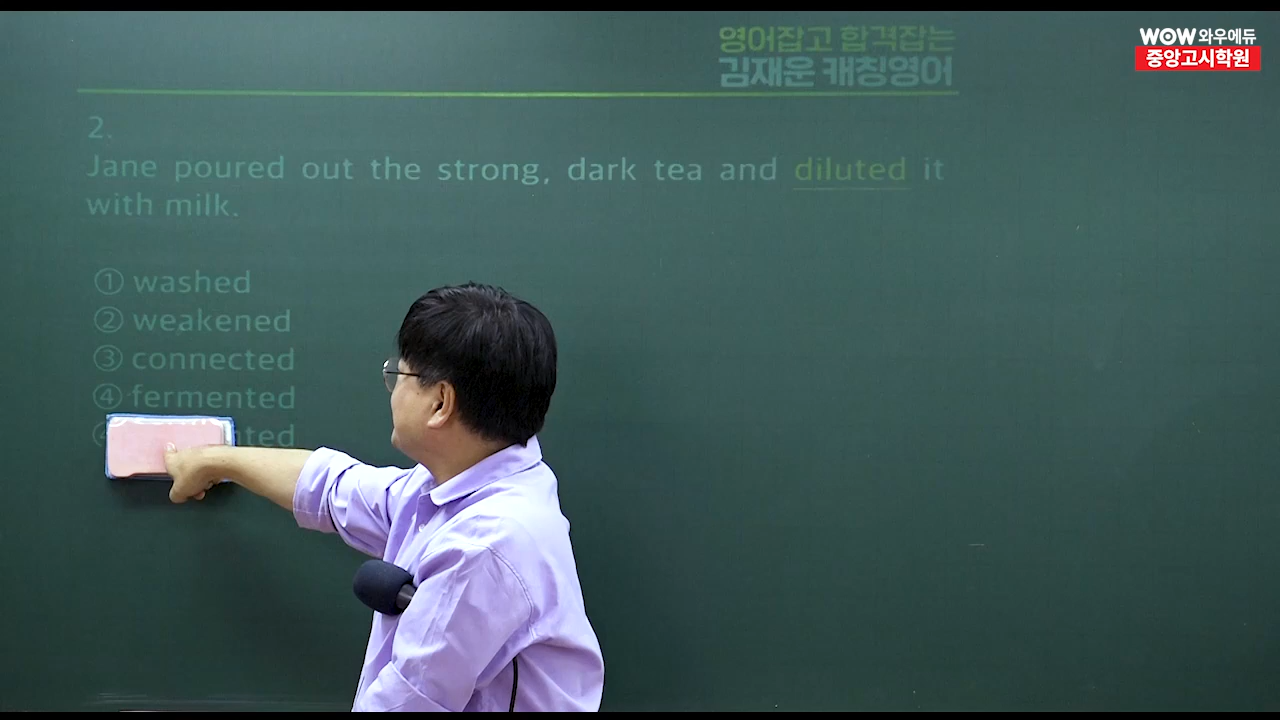 영어잡고 합격잡는
김재운 캐칭영어
WOW 와우에듀
중앙고시학원
2.
Jane poured out the strong, dark tea and diluted it
with milk.
① washed
② weakened
③ connected
④ fermented